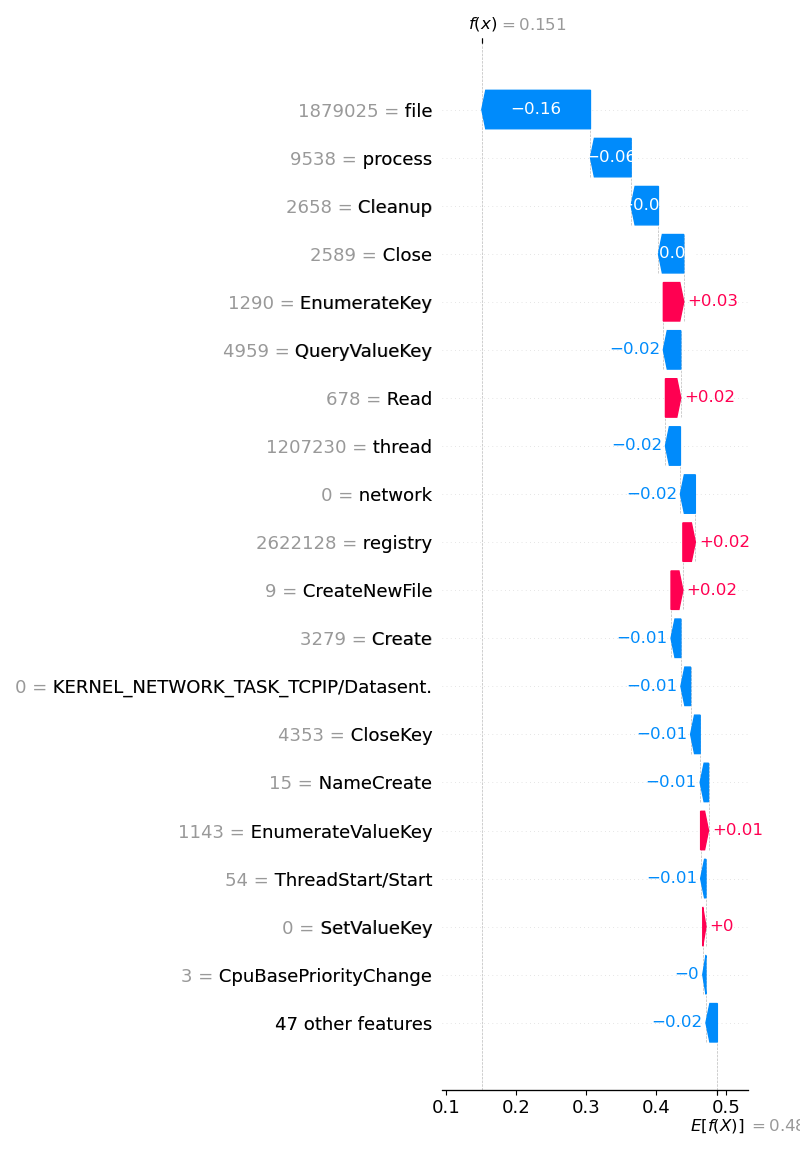 f(x) = 0.151
1879025 = file −0.16
9538 = process −0.06
2658 = Cleanup
2589 = Close
1290 = EnumerateKey +0.03
4959 = QueryValueKey −0.02
678 = Read +0.02
1207230 = thread −0.02
0 = network −0.02
2622128 = registry +0.02
9 = CreateNewFile +0.02
3279 = Create −0.01
0 = KERNEL_NETWORK_TASK_TCPIP/Datasent. −0.01
4353 = CloseKey −0.01
15 = NameCreate −0.01
1143 = EnumerateValueKey +0.01
54 = ThreadStart/Start −0.01
0 = SetValueKey +0
3 = CpuBasePriorityChange −0
47 other features −0.02
0.1 0.2 0.3 0.4 0.5
E[f(X)] = 0.48